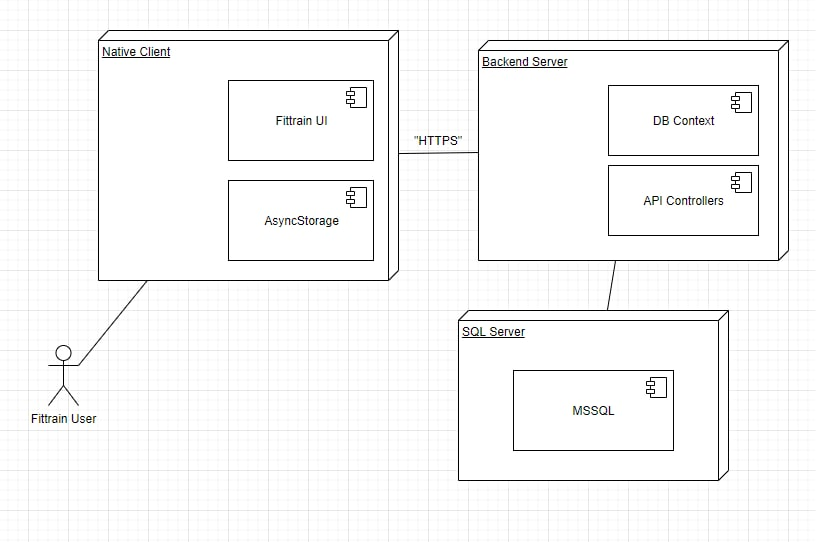 Native Client
Fittrain UI
AsyncStorage
"HTTPS"
Backend Server
DB Context
API Controllers
SQL Server
MSSQL
Fittrain User